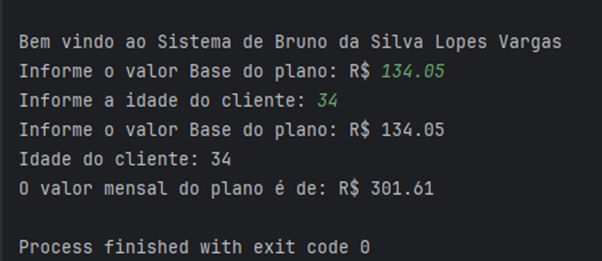 Bem vindo ao Sistema de Bruno da Silva Lopes Vargas
Informe o valor Base do plano: R$ 134.05
Informe a idade do cliente: 34
Informe o valor Base do plano: R$ 134.05
Idade do cliente: 34
O valor mensal do plano é de: R$ 301.61
Process finished with exit code 0